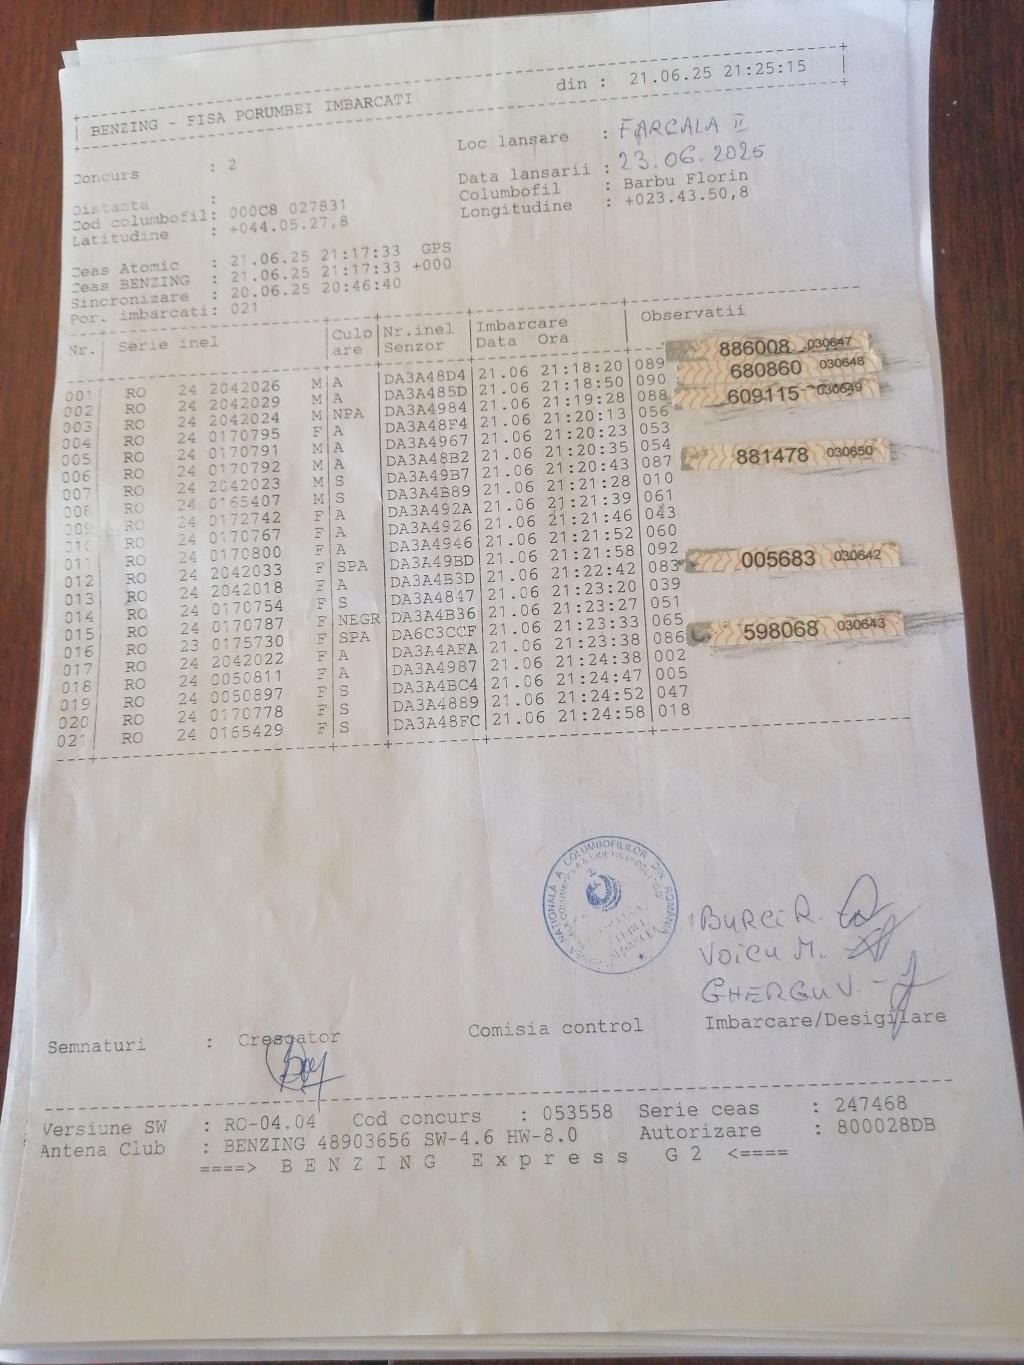 BENZING - FISA PORUMBEI IMBARCATI din : 21.06.25 21:25:15
Concurs : 2 Loc lansare : FARCALA II
Data lansarii : 23.06.2025
Distanta : Columbofil : Barbu Florin
Cod columbofil: 000C8 027831 Longitudine : +023.43.50,8
Latitudine : +044.05.27,8
Ceas Atomic : 21.06.25 21:17:33 GPS
Ceas BENZING : 21.06.25 21:17:33 +000
Sincronizare : 20.06.25 20:46:40
Por. imbarcati: 021
Nr. Serie inel Culo are Nr.inel Senzor Imbarcare Data Ora Observatii
001 RO 24 2042026 M A DA3A48D4 21.06 21:18:20 089 886008 030647
002 RO 24 2042029 M A DA3A485D 21.06 21:18:50 090 680860 030648
003 RO 24 2042024 M NPA DA3A4984 21.06 21:19:28 088 609115 030649
004 RO 24 0170795 F A DA3A48F4 21.06 21:20:13 056
005 RO 24 0170791 M A DA3A4967 21.06 21:20:23 053
006 RO 24 0170792 M A DA3A48B2 21.06 21:20:35 054
007 RO 24 2042023 M S DA3A49B7 21.06 21:20:43 087 881478 030650
008 RO 24 0165407 M S DA3A4B89 21.06 21:21:28 010
009 RO 24 0172742 F A DA3A492A 21.06 21:21:39 061
010 RO 24 0170767 F A DA3A4926 21.06 21:21:46 043
011 RO 24 0170800 F A DA3A4946 21.06 21:21:52 060
012 RO 24 2042033 F SPA DA3A49BD 21.06 21:21:58 092
013 RO 24 2042018 F A DA3A4B3D 21.06 21:22:42 083 005683 030642
014 RO 24 0170754 F S DA3A4847 21.06 21:23:20 039
015 RO 24 0170787 F NEGR DA3A4B36 21.06 21:23:27 051
016 RO 23 0175730 F SPA DA6C3CCF 21.06 21:23:33 065
017 RO 24 2042022 F A DA3A4AFA 21.06 21:23:38 086 598068 030643
018 RO 24 0050811 F A DA3A4987 21.06 21:24:38 002
019 RO 24 0050897 F S DA3A4BC4 21.06 21:24:47 005
020 RO 24 0170778 F S DA3A4889 21.06 21:24:52 047
021 RO 24 0165429 F S DA3A48FC 21.06 21:24:58 018
NATIONALA A COLUMBOFILILOR DIN ROMANIA
BURCI R.
VOICU M.
GHERGU V.
Semnaturi : Crescator Comisia control Imbarcare/Desigilare
Versiune SW : RO-04.04 Cod concurs : 053558 Serie ceas : 247468
Antena Club : BENZING 48903656 SW-4.6 HW-8.0 Autorizare : 800028DB
====> B E N Z I N G E x p r e s s G 2 <====